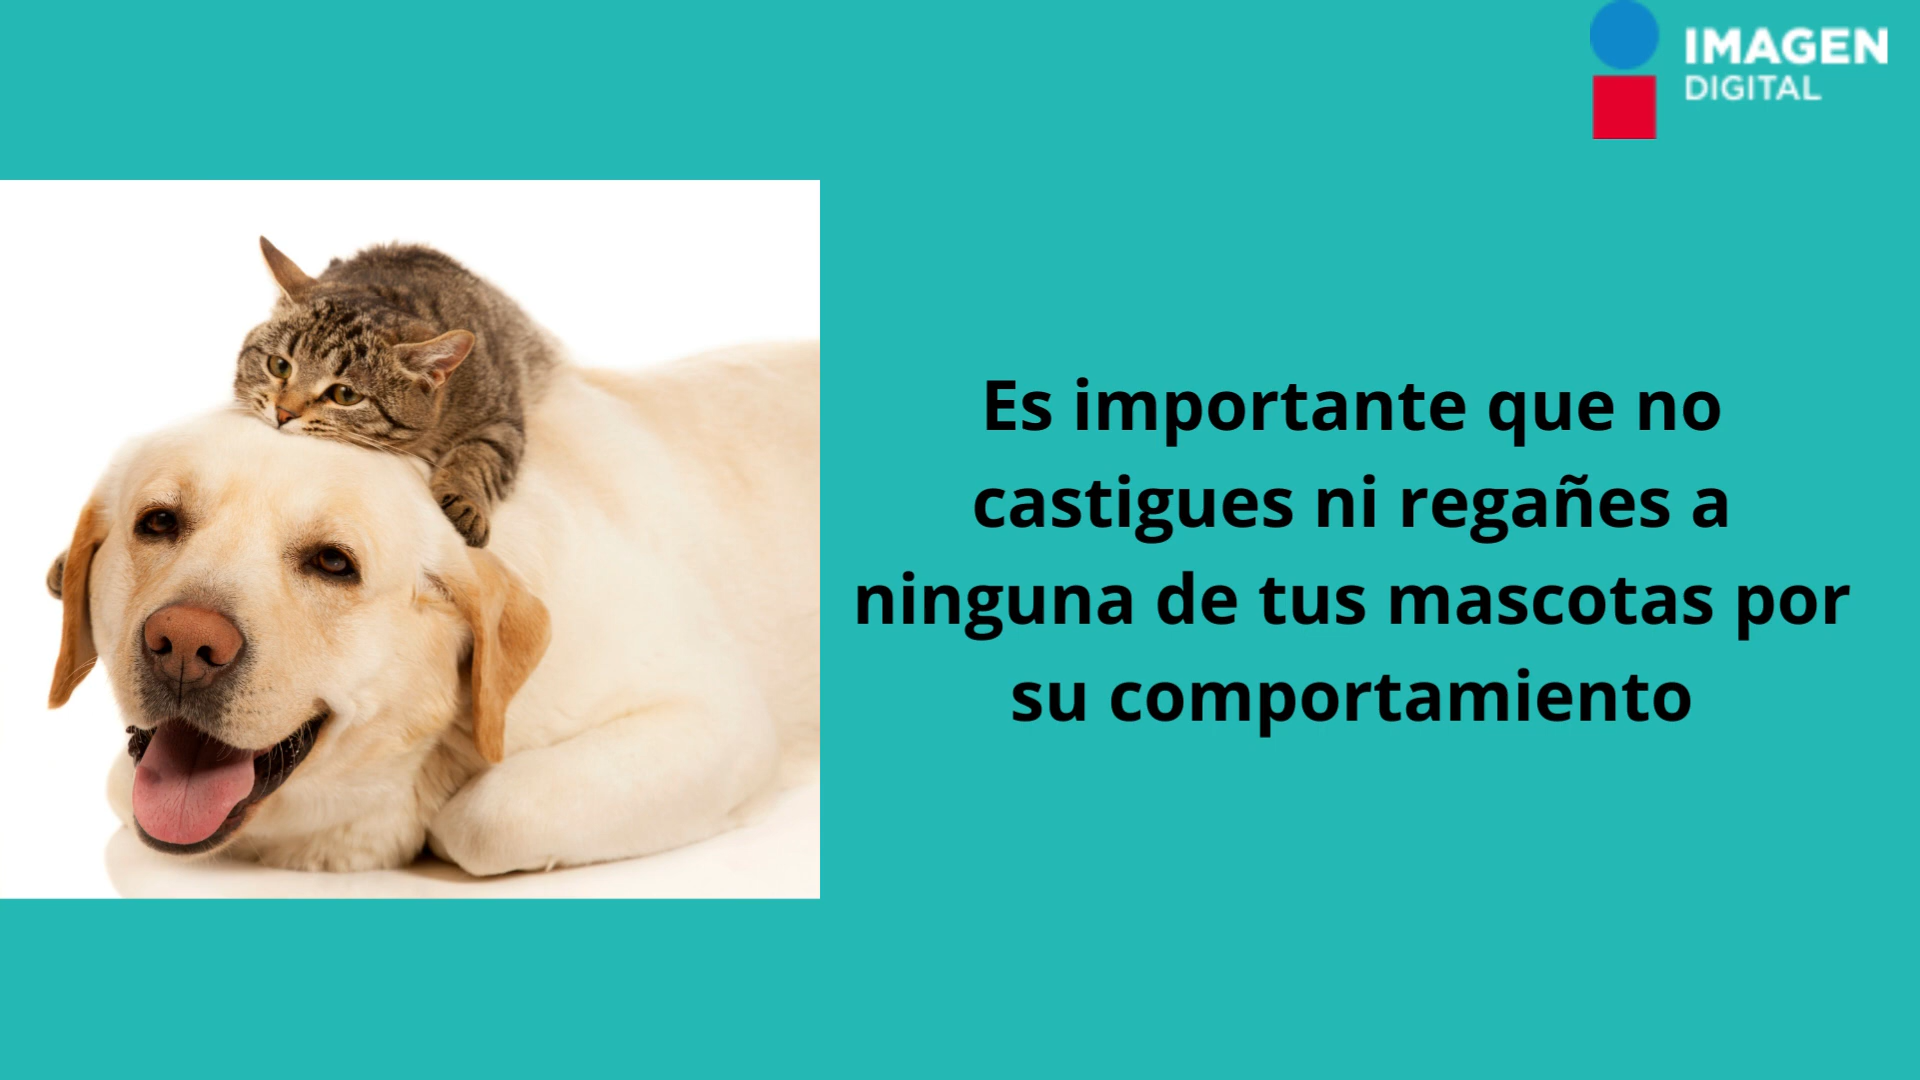 IMAGEN
DIGITAL
Es importante que no
castigues ni regañes a
ninguna de tus mascotas por
su comportamiento